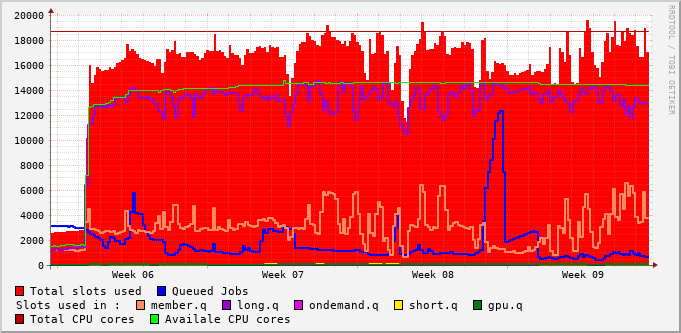 20000
18000
16000
14000
12000
10000
8000
6000
4000
2000
0
Week 06 Week 07 Week 08 Week 09
RRDTOOL / TOBI OETIKER
Total slots used Queued Jobs
Slots used in : member.q long.q ondemand.q short.q gpu.q
Total CPU cores Availale CPU cores